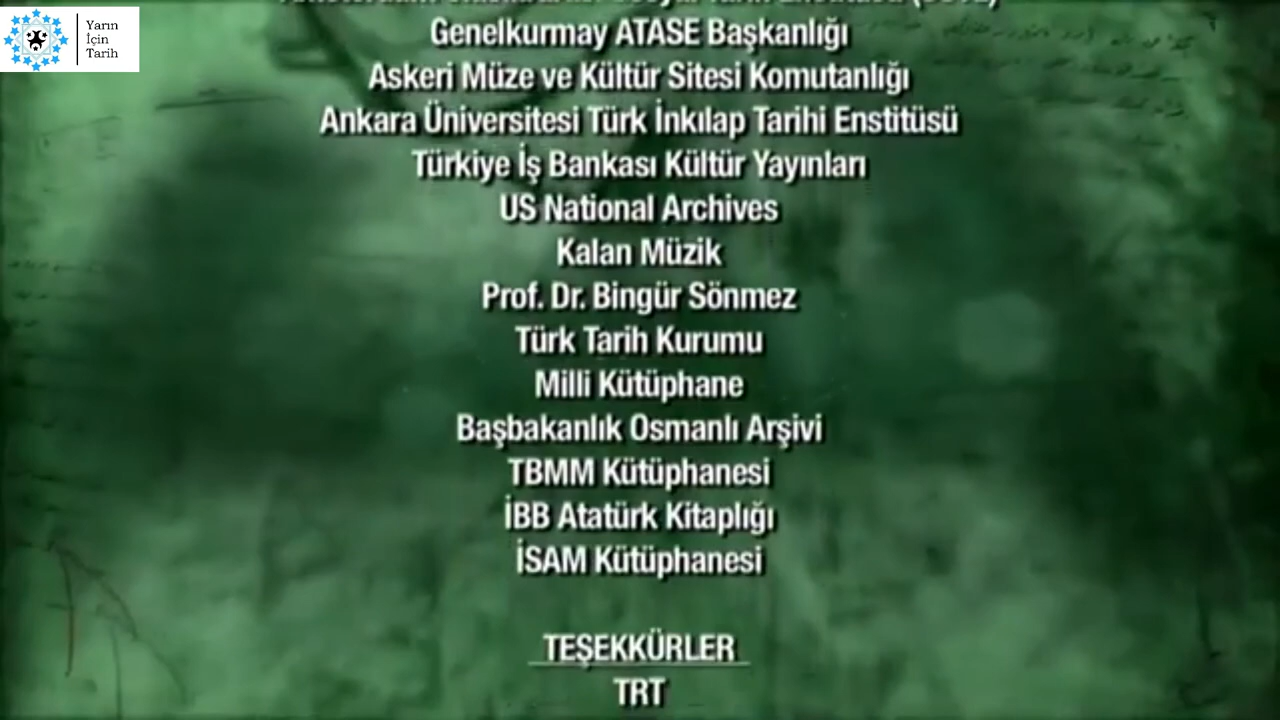 Yarın
İçin
Tarih
Genelkurmay ATASE Başkanlığı
Askeri Müze ve Kültür Sitesi Komutanlığı
Ankara Üniversitesi Türk İnkılap Tarihi Enstitüsü
Türkiye İş Bankası Kültür Yayınları
US National Archives
Kalan Müzik
Prof. Dr. Bingür Sönmez
Türk Tarih Kurumu
Milli Kütüphane
Başbakanlık Osmanlı Arşivi
TBMM Kütüphanesi
İBB Atatürk Kitaplığı
İSAM Kütüphanesi
TEŞEKKÜRLER
TRT